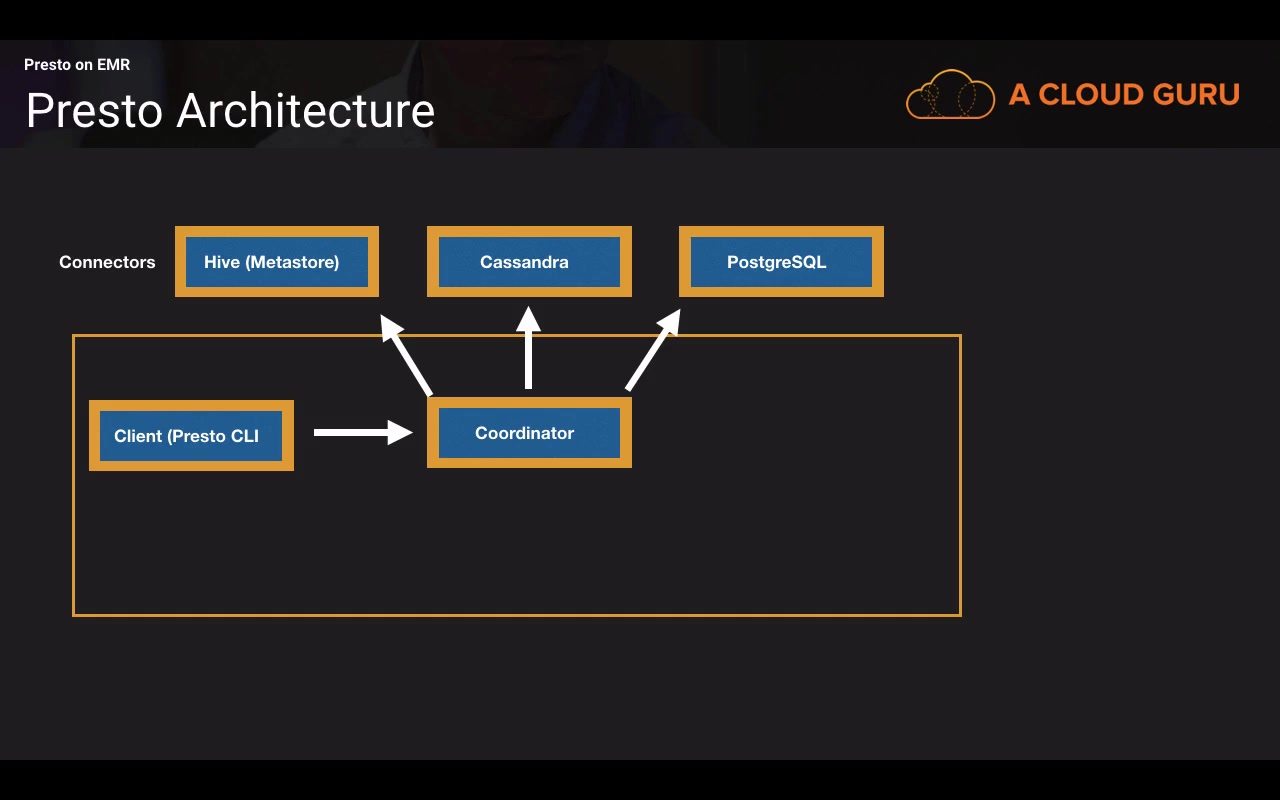 Presto on EMR
Presto Architecture
A CLOUD GURU
Connectors
Hive (Metastore)
Cassandra
PostgreSQL
Client (Presto CLI
Coordinator